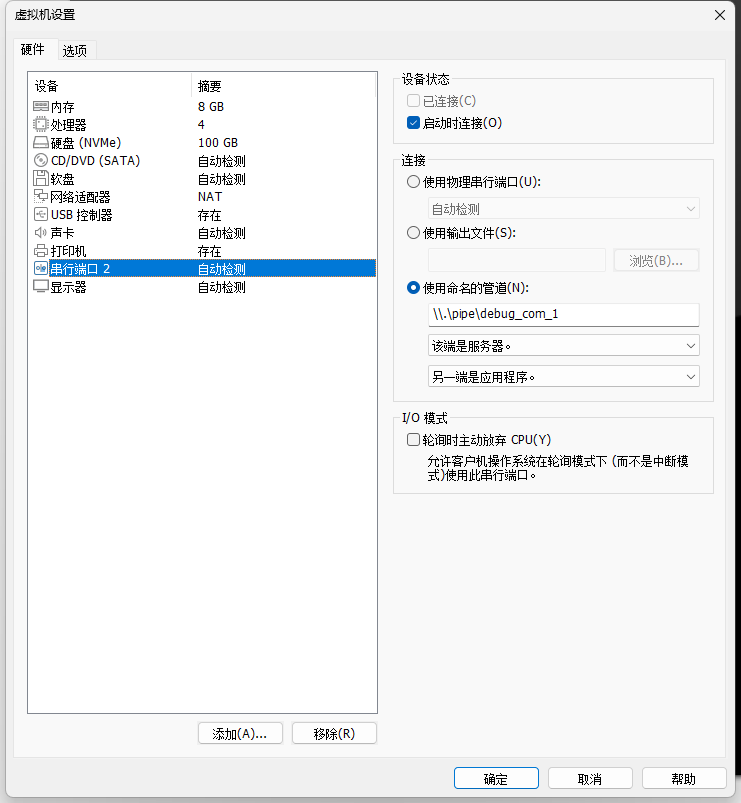 虚拟机设置
硬件 选项
设备 摘要
内存 8 GB
处理器 4
硬盘 (NVMe) 100 GB
CD/DVD (SATA) 自动检测
软盘 自动检测
网络适配器 NAT
USB 控制器 存在
声卡 自动检测
打印机 存在
串行端口 2 自动检测
显示器 自动检测
添加(A)... 移除(R)
设备状态
已连接(C)
启动时连接(O)
连接
使用物理串行端口(U):
自动检测
使用输出文件(S):
浏览(B)...
使用命名的管道(N):
\\.\pipe\debug_com_1
该端是服务器。
另一端是应用程序。
I/O 模式
轮询时主动放弃 CPU(Y)
允许客户机操作系统在轮询模式下 (而不是中断模
式)使用此串行端口。
确定 取消 帮助